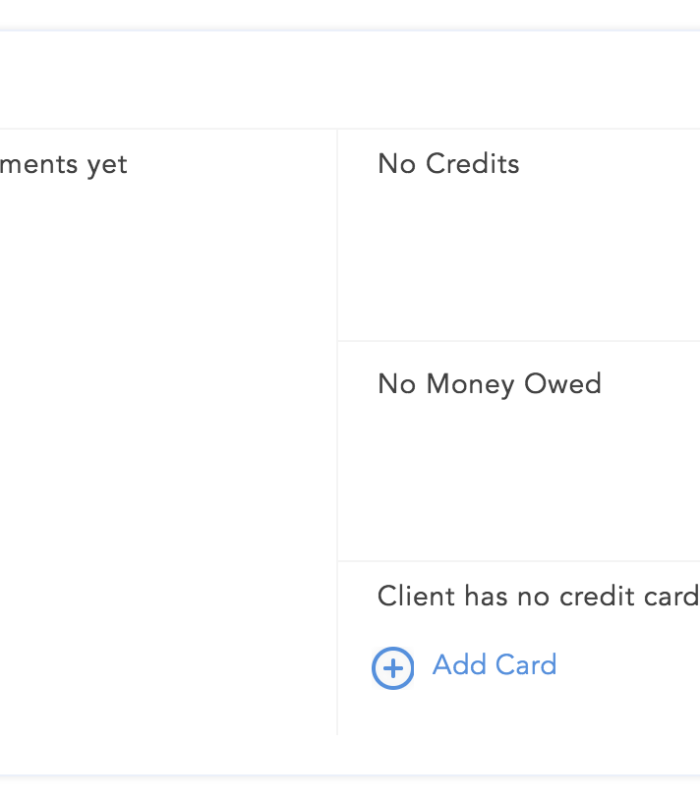 ments yet
No Credits
No Money Owed
Client has no credit card
Add Card